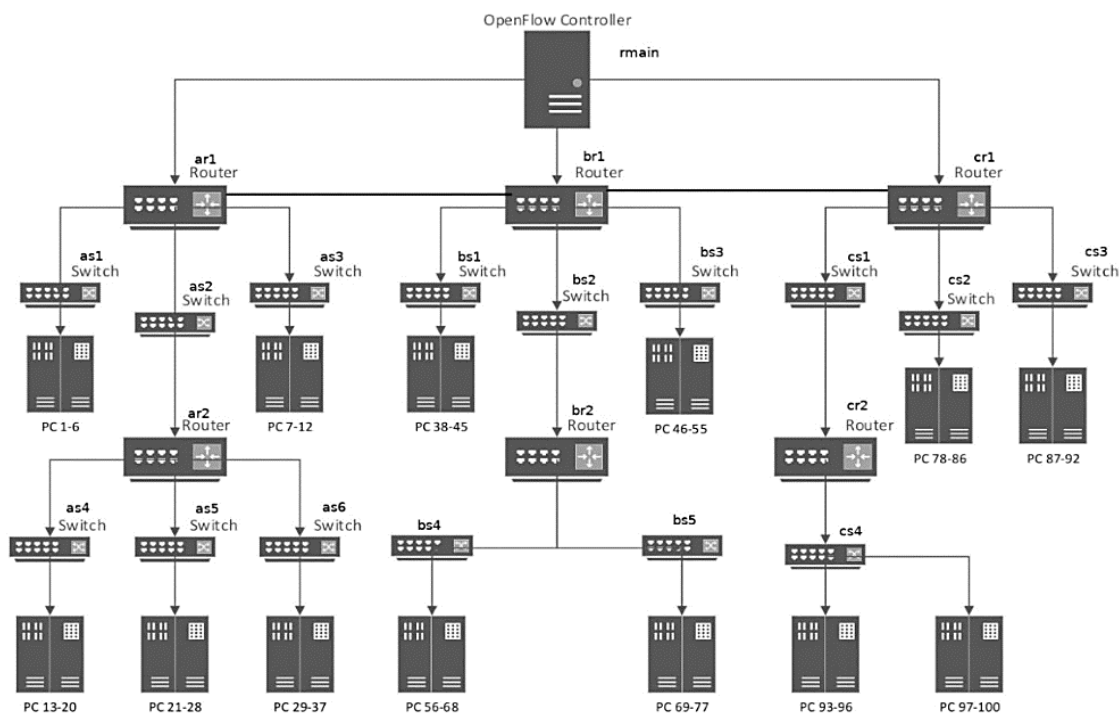 OpenFlow Controller
rmain
ar1
Router
br1
Router
cr1
Router
as1
Switch
as2
Switch
as3
Switch
bs1
Switch
bs2
Switch
bs3
Switch
cs1
Switch
cs2
Switch
cs3
Switch
PC 1-6
PC 7-12
PC 38-45
PC 46-55
PC 78-86
PC 87-92
ar2
Router
br2
Router
cr2
Router
as4
Switch
as5
Switch
as6
Switch
bs4
bs5
cs4
PC 13-20
PC 21-28
PC 29-37
PC 56-68
PC 69-77
PC 93-96
PC 97-100